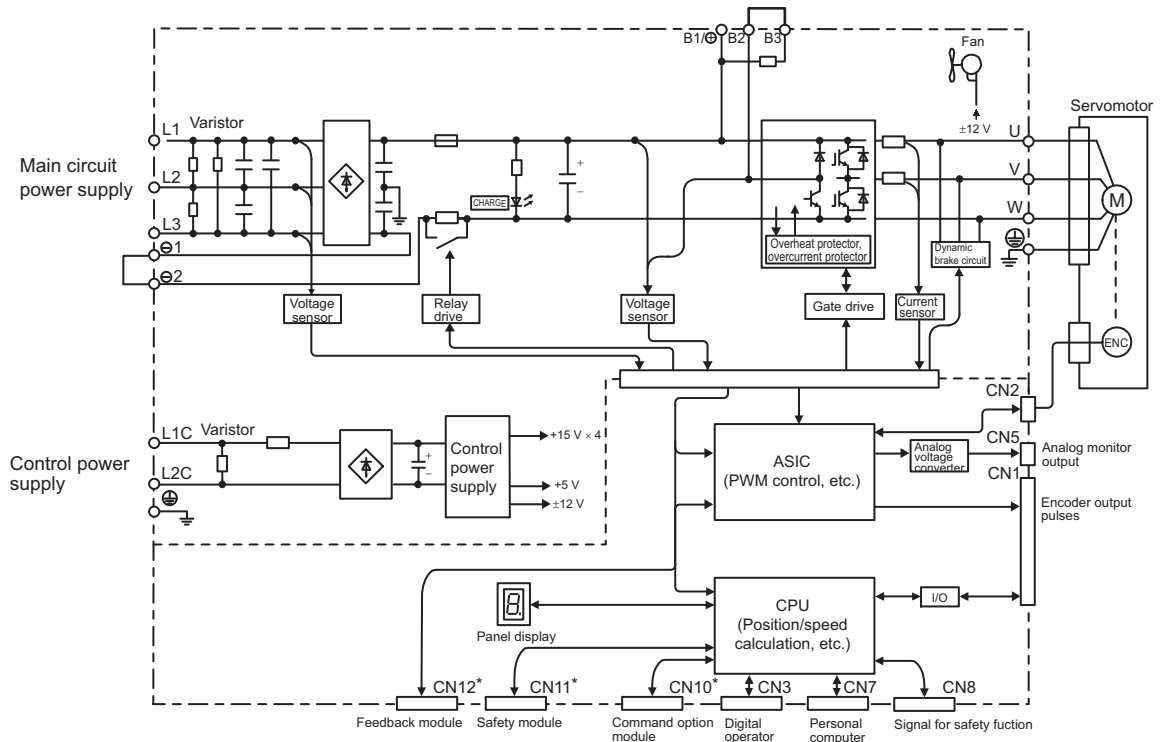 B1/⊕ B2 B3
Fan
±12 V
Servomotor
Main circuit
power supply
L1
Varistor
L2
L3
⊖1
⊖2
CHARGE
+
−
Overheat protector,
overcurrent protector
U
V
W
M
Dynamic
brake circuit
Voltage
sensor
Relay
drive
Voltage
sensor
Gate drive
Current
sensor
ENC
CN2
Control power
supply
L1C
Varistor
L2C
+
−
Control
power
supply
+15 V × 4
+5 V
±12 V
ASIC
(PWM control, etc.)
Analog
voltage
converter
CN5
Analog monitor
output
CN1
Encoder output
pulses
8.
Panel display
CPU
(Position/speed
calculation, etc.)
I/O
CN12*
CN11*
CN10*
CN3
CN7
CN8
Feedback module
Safety module
Command option
module
Digital
operator
Personal
computer
Signal for safety fuction